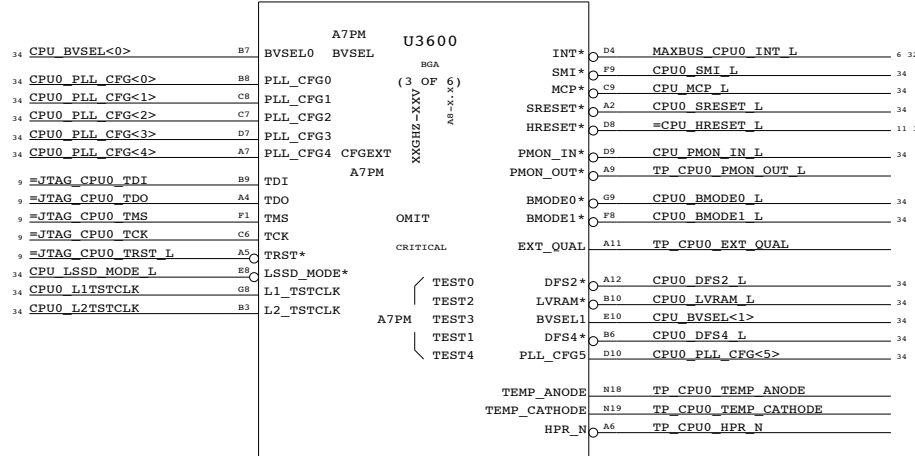 A7PM
U3600
34 CPU_BVSEL<0> B7 BVSEL0 BVSEL INT* D4 MAXBUS_CPU0_INT_L 6 32
BGA SMI* F9 CPU0_SMI_L 34
34 CPU0_PLL_CFG<0> B8 PLL_CFG0 (3 OF 6) MCP* C9 CPU_MCP_L 34
34 CPU0_PLL_CFG<1> C8 PLL_CFG1 SRESET* A2 CPU0_SRESET_L 34
34 CPU0_PLL_CFG<2> C7 PLL_CFG2 HRESET* D8 =CPU_HRESET_L 11
34 CPU0_PLL_CFG<3> D7 PLL_CFG3
34 CPU0_PLL_CFG<4> A7 PLL_CFG4 CFGEXT PMON_IN* D9 CPU_PMON_IN_L 34
XXGHZ-XXV
A8-X.X
A7PM PMON_OUT* A9 TP_CPU0_PMON_OUT_L
9 =JTAG_CPU0_TDI B9 TDI
9 =JTAG_CPU0_TDO A4 TDO BMODE0* G9 CPU0_BMODE0_L 34
9 =JTAG_CPU0_TMS F1 TMS OMIT BMODE1* F8 CPU0_BMODE1_L 34
9 =JTAG_CPU0_TCK C6 TCK
9 =JTAG_CPU0_TRST_L A5 TRST* CRITICAL EXT_QUAL A11 TP_CPU0_EXT_QUAL
34 CPU_LSSD_MODE_L E8 LSSD_MODE*
34 CPU0_L1TSTCLK G8 L1_TSTCLK TEST0 DFS2* A12 CPU0_DFS2_L 34
34 CPU0_L2TSTCLK B3 L2_TSTCLK TEST2 LVRAM* B10 CPU0_LVRAM_L 34
A7PM TEST3 BVSEL1 E10 CPU_BVSEL<1> 34
TEST1 DFS4* B6 CPU0_DFS4_L 34
TEST4 PLL_CFG5 D10 CPU0_PLL_CFG<5> 34
TEMP_ANODE N18 TP_CPU0_TEMP_ANODE
TEMP_CATHODE N19 TP_CPU0_TEMP_CATHODE
HPR_N A6 TP_CPU0_HPR_N